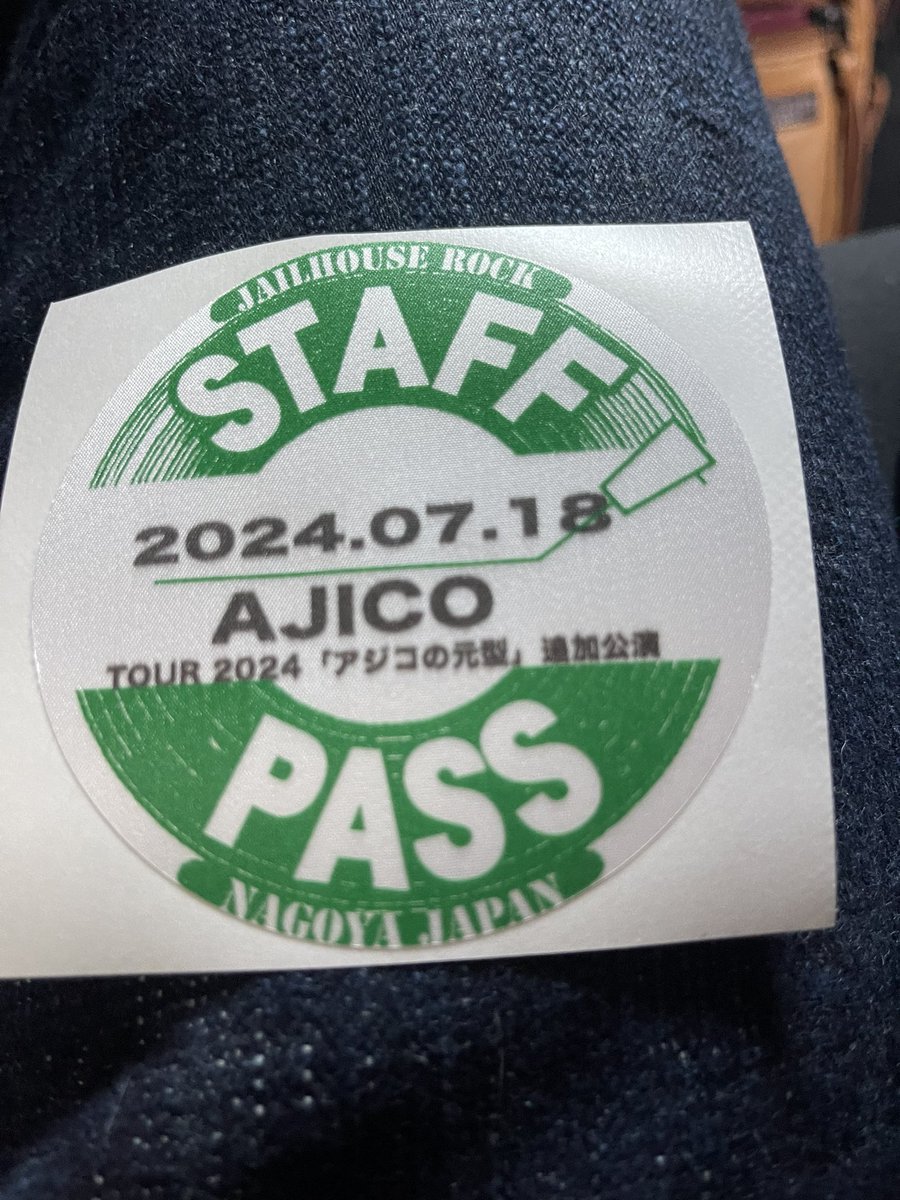 JAILHOUSE ROCK
STAFF
2024.07.18
AJICO
TOUR 2024「アジコの元型」追加公演
PASS
NAGOYA JAPAN